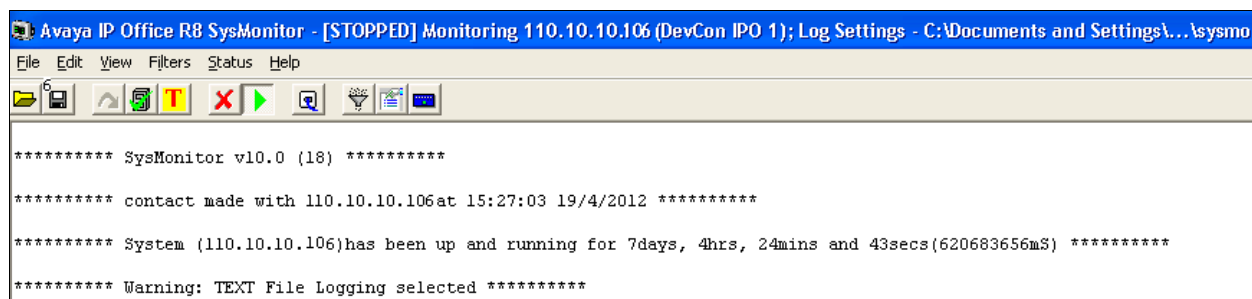 Avaya IP Office R8 SysMonitor - [STOPPED] Monitoring 110.10.10.106 (DevCon IPO 1); Log Settings - C:\Documents and Settings\...\sysmo
File Edit View Filters Status Help
6
T
********** SysMonitor v10.0 (18) **********
********** contact made with 110.10.10.106at 15:27:03 19/4/2012 **********
********** System (110.10.10.106)has been up and running for 7days, 4hrs, 24mins and 43secs(620683656mS) **********
********** Warning: TEXT File Logging selected **********